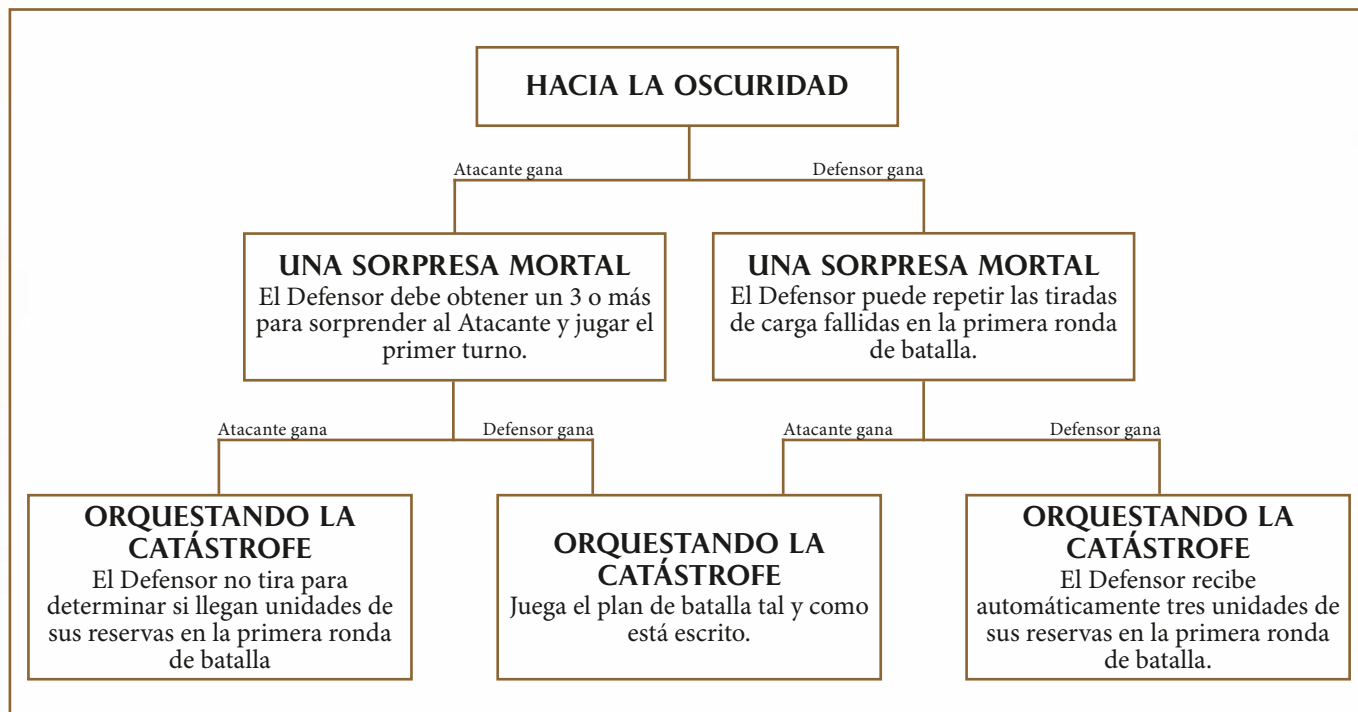 HACIA LA OSCURIDAD
Atacante gana
Defensor gana
UNA SORPRESA MORTAL
El Defensor debe obtener un 3 o más
para sorprender al Atacante y jugar el
primer turno.
UNA SORPRESA MORTAL
El Defensor puede repetir las tiradas
de carga fallidas en la primera ronda
de batalla.
Atacante gana
Defensor gana
Atacante gana
Defensor gana
ORQUESTANDO LA
CATÁSTROFE
El Defensor no tira para
determinar si llegan unidades de
sus reservas en la primera ronda
de batalla
ORQUESTANDO LA
CATÁSTROFE
Juega el plan de batalla tal y como
está escrito.
ORQUESTANDO LA
CATÁSTROFE
El Defensor recibe
automáticamente tres unidades de
sus reservas en la primera ronda
de batalla.